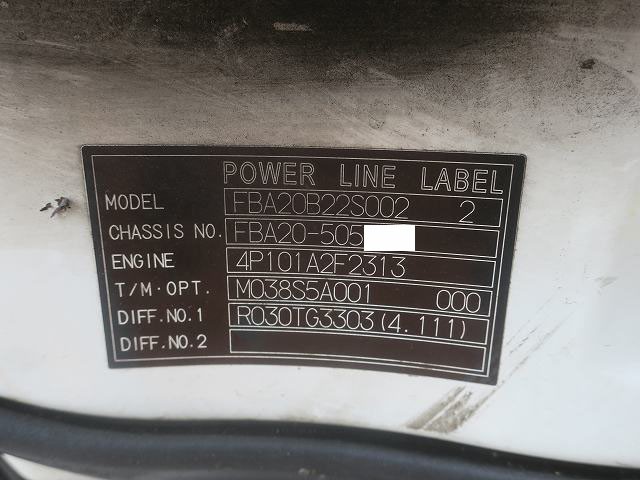 POWER LINE LABEL
MODEL FBA20B22S002 2
CHASSIS NO. FBA20-505
ENGINE 4P101A2F2313
T/M·OPT. M038S5A001 000
DIFF.NO.1 R030TG3303(4.111)
DIFF.NO.2